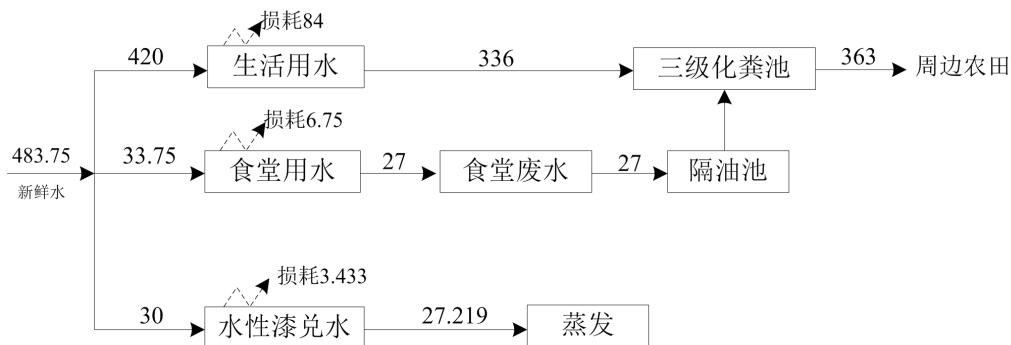 损耗84
420
生活用水
336
三级化粪池
363
周边农田
损耗6.75
483.75
新鲜水
33.75
食堂用水
27
食堂废水
27
隔油池
损耗3.433
30
水性漆兑水
27.219
蒸发